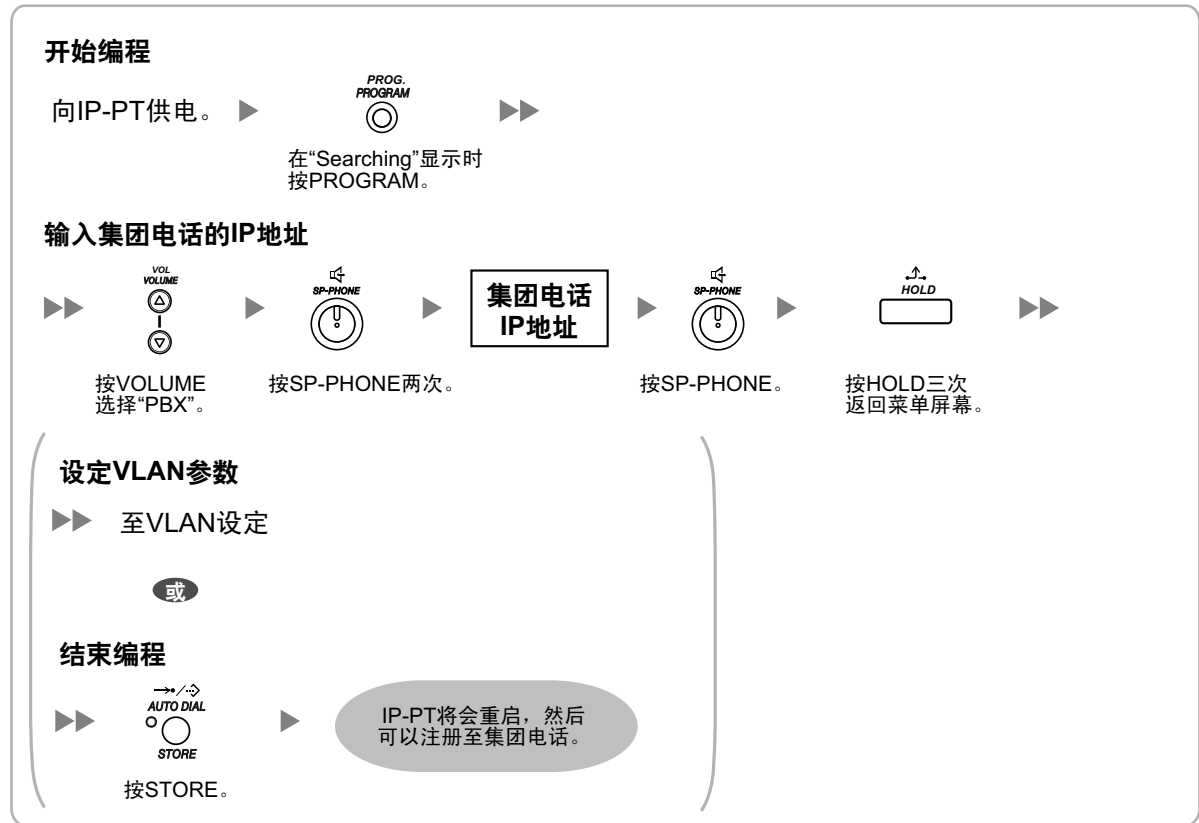 开始编程
PROG.
PROGRAM
向IP-PT供电。
在“Searching”显示时
按PROGRAM。
输入集团电话的IP地址
VOL
VOLUME
按VOLUME
选择“PBX”。
SP-PHONE
按SP-PHONE两次。
集团电话
IP地址
SP-PHONE
按SP-PHONE。
HOLD
按HOLD三次
返回菜单屏幕。
设定VLAN参数
至VLAN设定
或
结束编程
AUTO DIAL
STORE
按STORE。
IP-PT将会重启，然后
可以注册至集团电话。